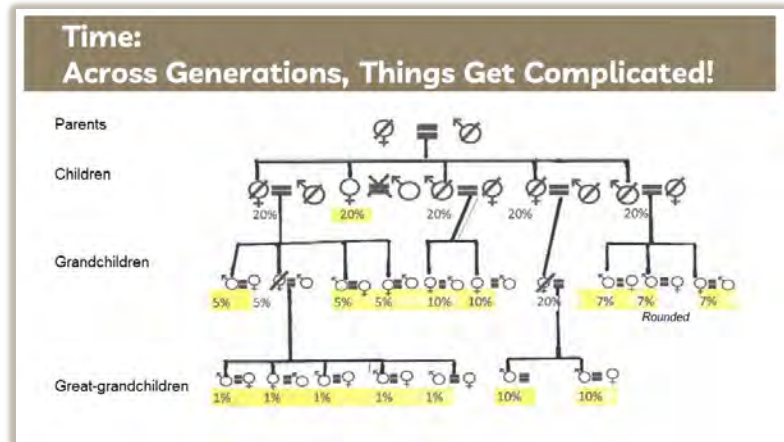 Time:
Across Generations, Things Get Complicated!
Parents
Children
20% 20% 20% 20% 20%
Grandchildren
5% 5% 5% 5% 10% 10% 20% 7% 7% 7%
Rounded
Great-grandchildren
1% 1% 1% 1% 1% 10% 10%